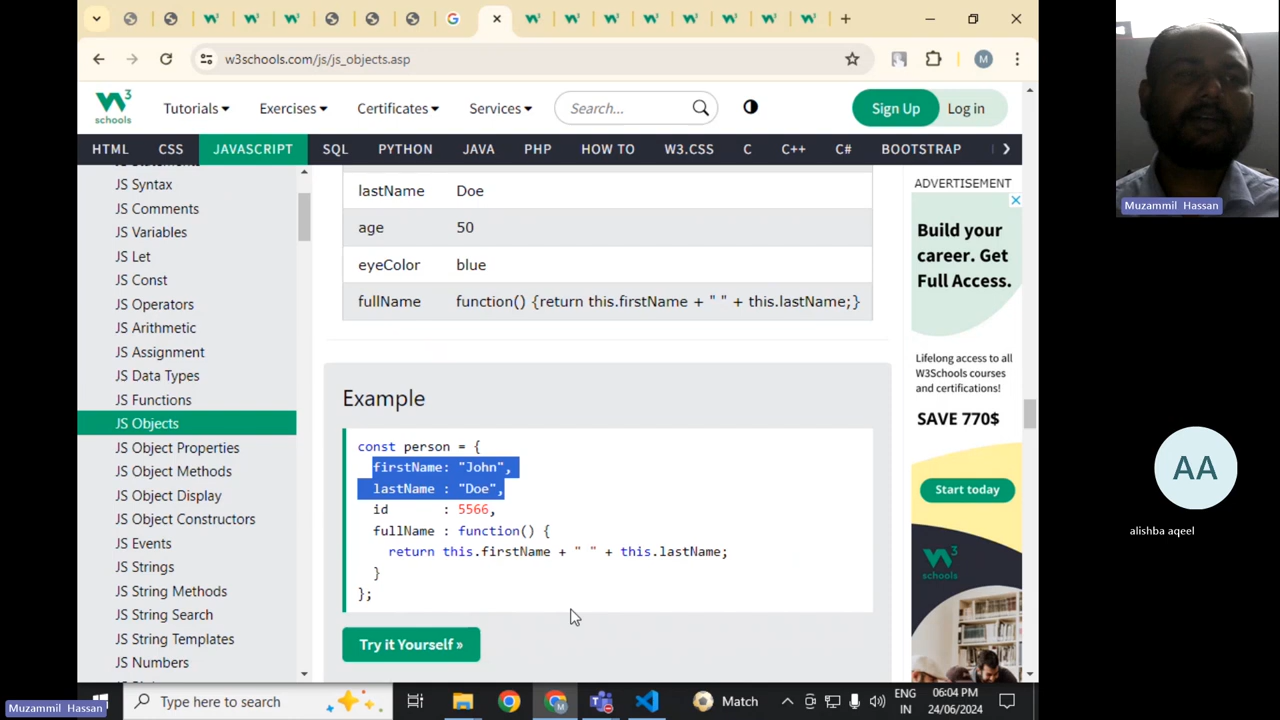 w3schools.com/js/js_objects.asp
M
W3
schools
Tutorials
Exercises
Certificates
Services
Search...
Sign Up
Log in
HTML
CSS
JAVASCRIPT
SQL
PYTHON
JAVA
PHP
HOW TO
W3.CSS
C
C++
C#
BOOTSTRAP
JS Syntax
JS Comments
JS Variables
JS Let
JS Const
JS Operators
JS Arithmetic
JS Assignment
JS Data Types
JS Functions
JS Objects
JS Object Properties
JS Object Methods
JS Object Display
JS Object Constructors
JS Events
JS Strings
JS String Methods
JS String Search
JS String Templates
JS Numbers
lastName Doe
age 50
eyeColor blue
fullName function() {return this.firstName + " " + this.lastName;}
Example
const person = {
firstName: "John",
lastName : "Doe",
id : 5566,
fullName : function() {
return this.firstName + " " + this.lastName;
}
};
Try it Yourself »
ADVERTISEMENT
Build your
career. Get
Full Access.
Lifelong access to all
W3Schools courses
and certifications!
SAVE 770$
Start today
W3
schools
Muzammil Hassan
AA
alishba aqeel
Muzammil Hassan
Type here to search
Match
ENG
IN
06:04 PM
24/06/2024